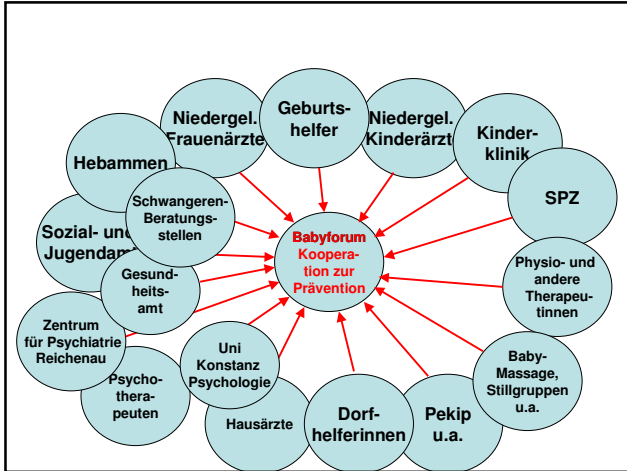 Niedergel.
Frauenärzte
Geburts-
helfer
Niedergel.
Kinderärzte
Kinder-
klinik
SPZ
Physio- und
andere
Therapeu-
tinnen
Baby-
Massage,
Stillgruppen
u.a.
Pekip
u.a.
Dorf-
helferinnen
Hausärzte
Uni
Konstanz
Psychologie
Psycho-
thera-
peuten
Zentrum
für Psychiatrie
Reichenau
Gesund-
heits-
amt
Sozial- und
Jugendamt
Schwangeren-
Beratungs-
stellen
Hebammen
Babyforum
Koopera-
tion zur
Prävention